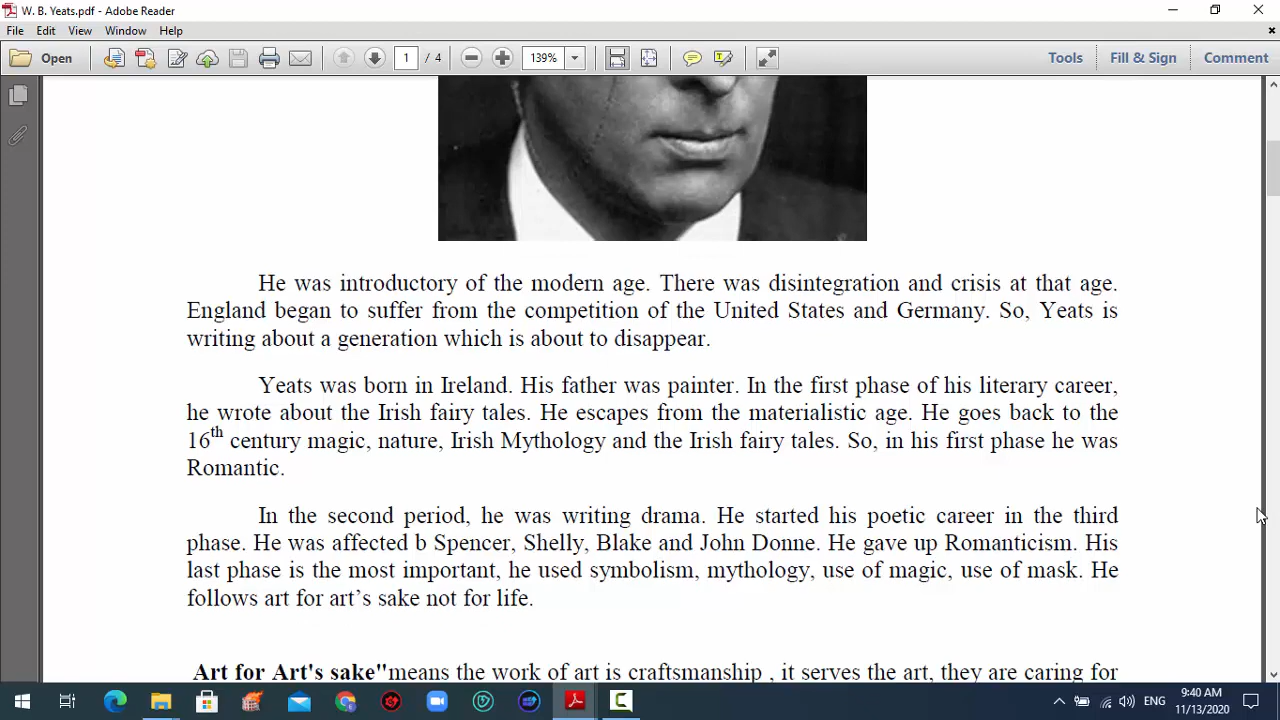 W. B. Yeats.pdf - Adobe Reader
File Edit View Window Help
Open 1 / 4 139% Tools Fill & Sign Comment
He was introductory of the modern age. There was disintegration and crisis at that age.
England began to suffer from the competition of the United States and Germany. So, Yeats is
writing about a generation which is about to disappear.
Yeats was born in Ireland. His father was painter. In the first phase of his literary career,
he wrote about the Irish fairy tales. He escapes from the materialistic age. He goes back to the
16th century magic, nature, Irish Mythology and the Irish fairy tales. So, in his first phase he was
Romantic.
In the second period, he was writing drama. He started his poetic career in the third
phase. He was affected b Spencer, Shelly, Blake and John Donne. He gave up Romanticism. His
last phase is the most important, he used symbolism, mythology, use of magic, use of mask. He
follows art for art’s sake not for life.
Art for Art's sake"means the work of art is craftsmanship , it serves the art, they are caring for
ENG
9:40 AM
11/13/2020